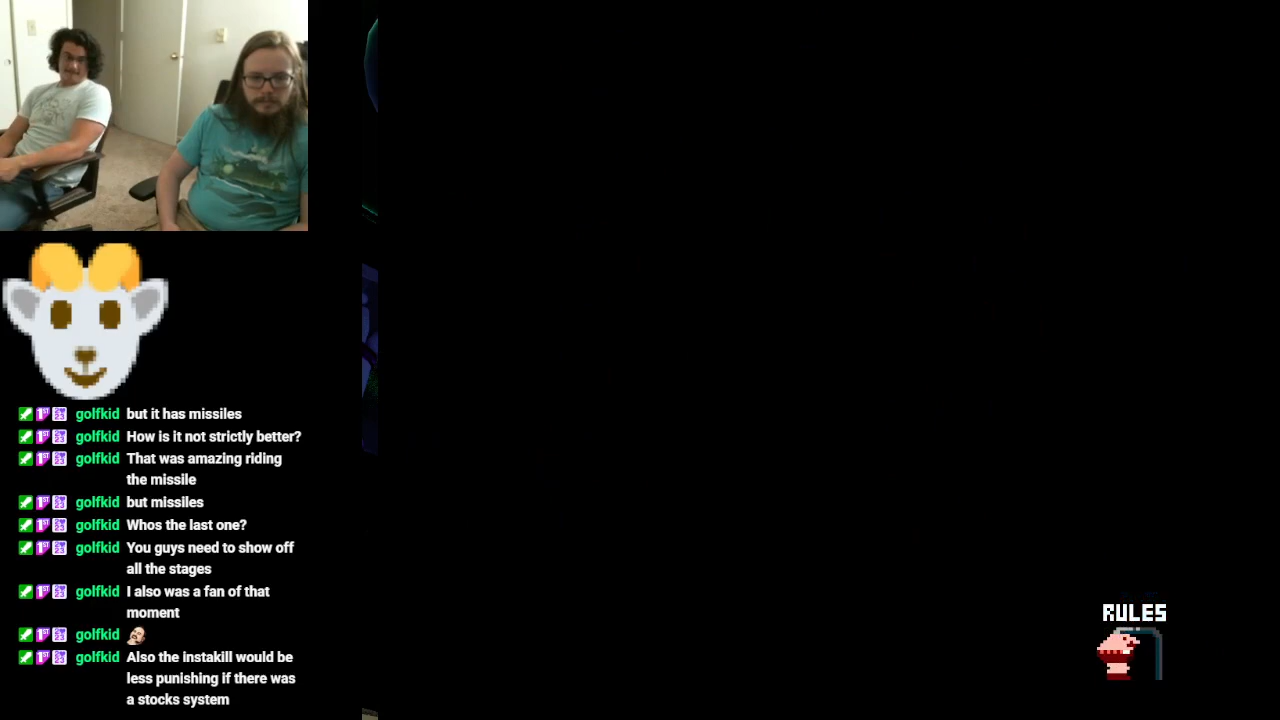 golfkid but it has missiles
golfkid How is it not strictly better?
golfkid That was amazing riding
the missile
golfkid but missiles
golfkid Whos the last one?
golfkid You guys need to show off
all the stages
golfkid I also was a fan of that
moment
golfkid
golfkid Also the instakill would be
less punishing if there was
a stocks system
RULES